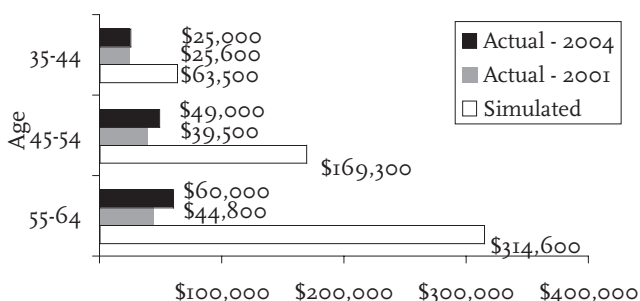 $25,000
$25,600
$63,500
35-44
$49,000
$39,500
$169,300
45-54
$60,000
$44,800
$314,600
55-64
Age
$100,000 $200,000 $300,000 $400,000
Actual - 2004
Actual - 2001
Simulated